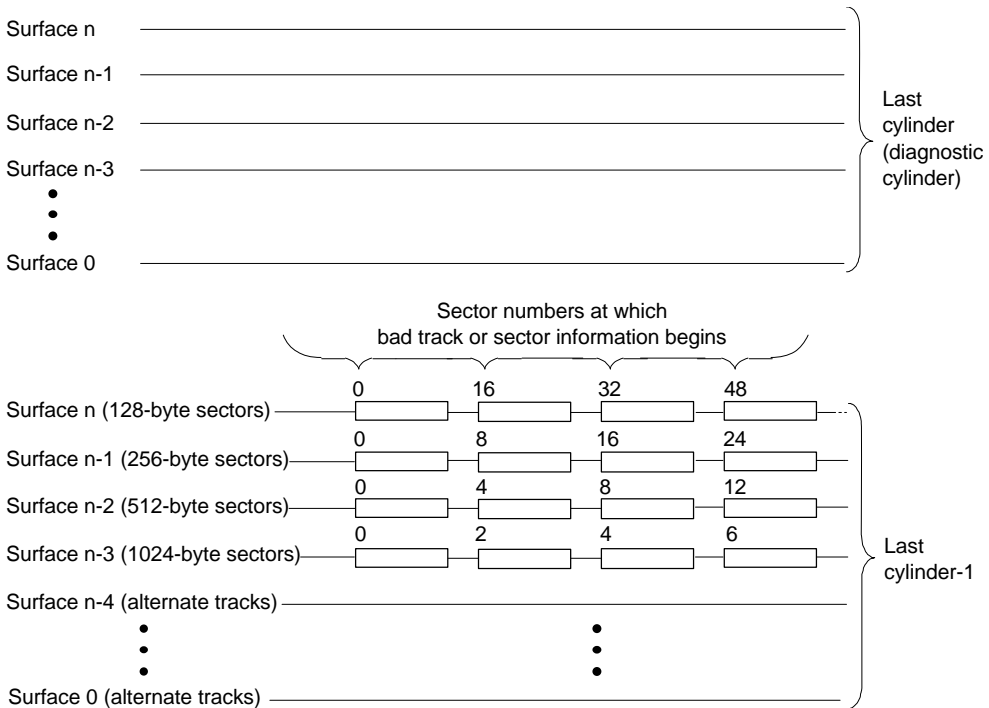 Surface n
Surface n-1
Surface n-2
Surface n-3
Surface 0
Last
cylinder
(diagnostic
cylinder)
Sector numbers at which
bad track or sector information begins
0 16 32 48
Surface n (128-byte sectors)
0 8 16 24
Surface n-1 (256-byte sectors)
0 4 8 12
Surface n-2 (512-byte sectors)
0 2 4 6
Surface n-3 (1024-byte sectors)
Last
cylinder-1
Surface n-4 (alternate tracks)
Surface 0 (alternate tracks)